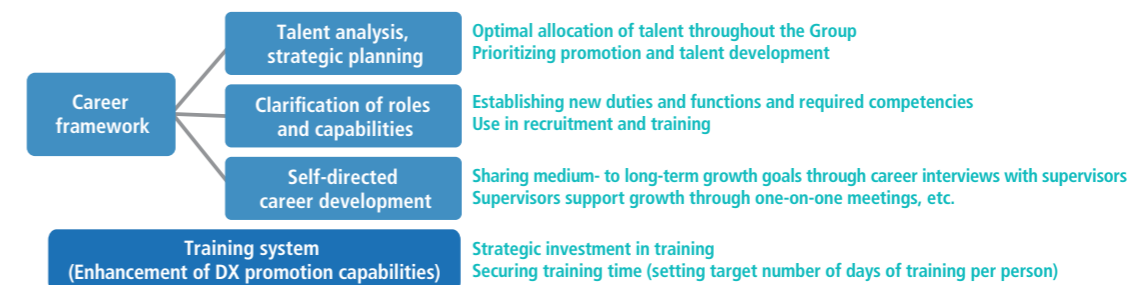 Career
framework
Talent analysis,
strategic planning
Optimal allocation of talent throughout the Group
Prioritizing promotion and talent development
Clarification of roles
and capabilities
Establishing new duties and functions and required competencies
Use in recruitment and training
Self-directed
career development
Sharing medium- to long-term growth goals through career interviews with supervisors
Supervisors support growth through one-on-one meetings, etc.
Training system
(Enhancement of DX promotion capabilities)
Strategic investment in training
Securing training time (setting target number of days of training per person)